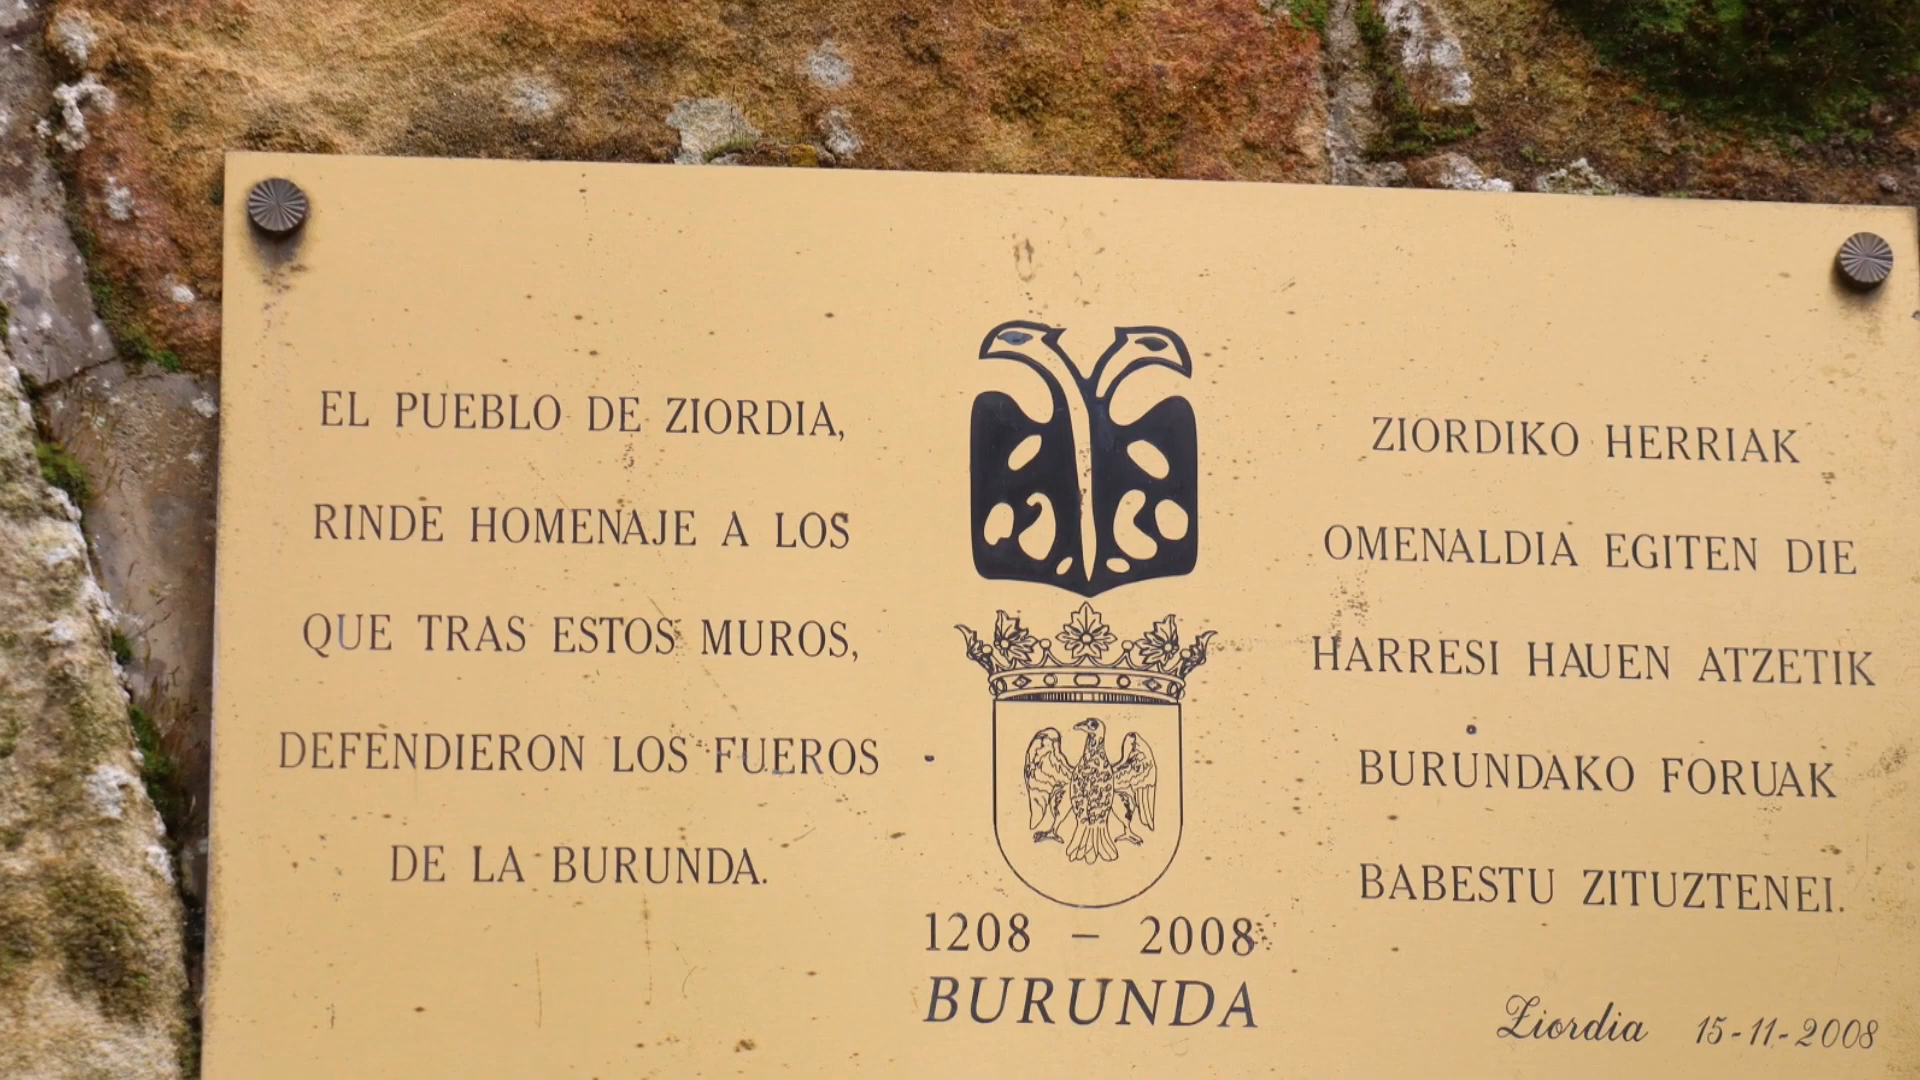 EL PUEBLO DE ZIORDIA,
RINDE HOMENAJE A LOS
QUE TRAS ESTOS MUROS,
DEFENDIERON LOS FUEROS
DE LA BURUNDA.
1208 – 2008
BURUNDA
ZIORDIKO HERRIAK
OMENALDIA EGITEN DIE
HARRESI HAUEN ATZETIK
BURUNDAKO FORUAK
BABESTU ZITUZTENEI.
Ziordia 15-11-2008